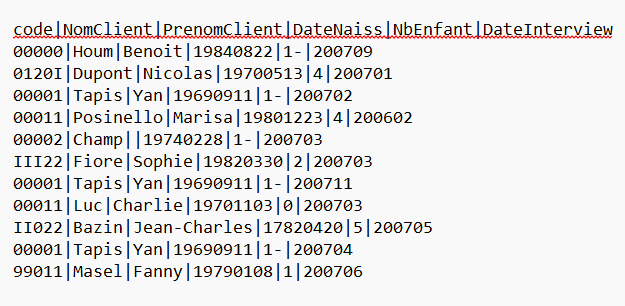 code|NomClient|PrenomClient|DateNaiss|NbEnfant|DateInterview
00000|Houm|Benoit|19840822|1-|200709
0120I|Dupont|Nicolas|19700513|4|200701
00001|Tapis|Yan|19690911|1-|200702
00011|Posinello|Marisa|19801223|4|200602
00002|Champ||19740228|1-|200703
III22|Fiore|Sophie|19820330|2|200703
00001|Tapis|Yan|19690911|1-|200711
00011|Luc|Charlie|19701103|0|200703
II022|Bazin|Jean-Charles|17820420|5|200705
00001|Tapis|Yan|19690911|1-|200704
99011|Masel|Fanny|19790108|1|200706